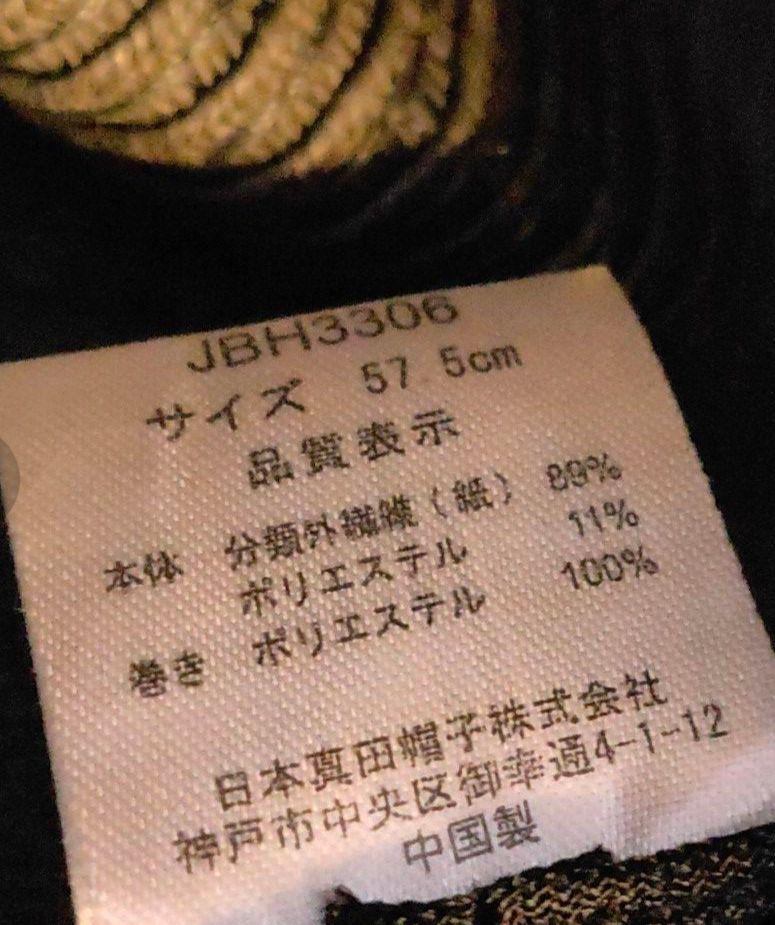 JBH3306
サイズ 57.5cm
品質表示
本体 分類外繊維（紙） 89%
ポリエステル 11%
巻き ポリエステル 100%
日本真田帽子株式会社
神戸市中央区御幸通4-1-12
中国製